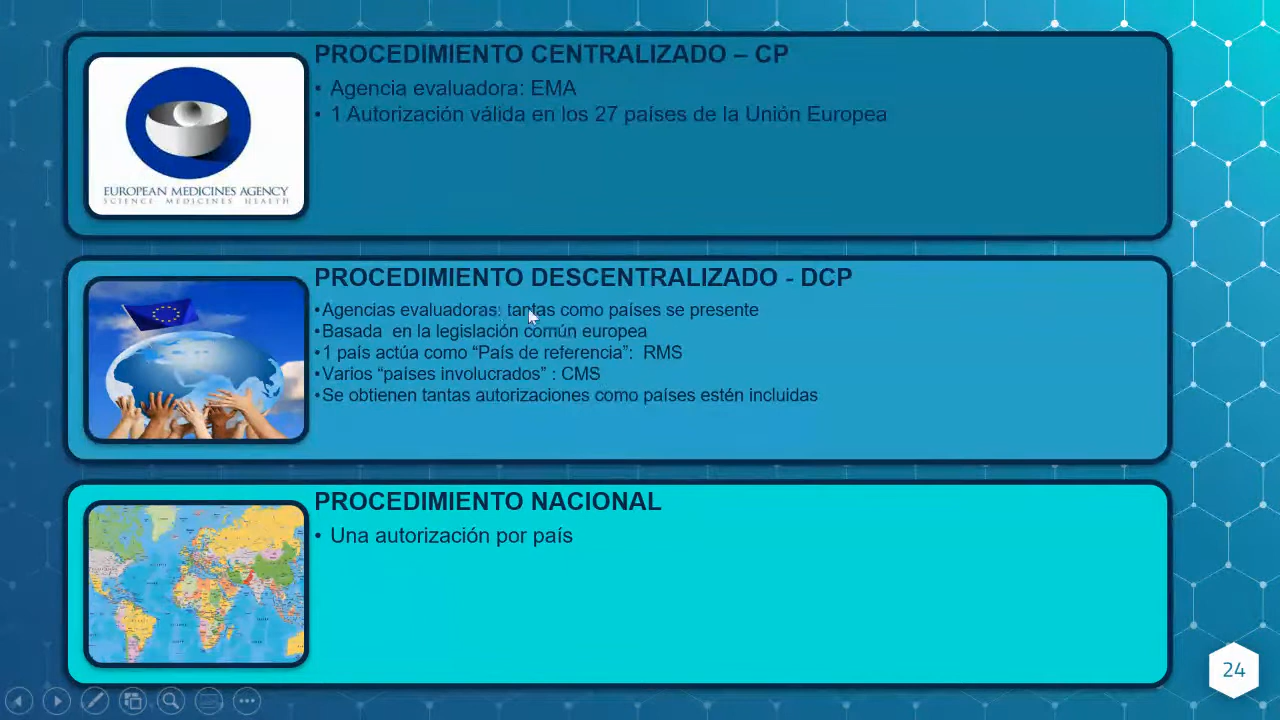 PROCEDIMIENTO CENTRALIZADO – CP
• Agencia evaluadora: EMA
• 1 Autorización válida en los 27 países de la Unión Europea
EUROPEAN MEDICINES AGENCY
SCIENCE MEDICINES HEALTH
PROCEDIMIENTO DESCENTRALIZADO - DCP
•Agencias evaluadoras: tantas como países se presente
•Basada en la legislación común europea
•1 país actúa como “País de referencia”: RMS
•Varios “países involucrados” : CMS
•Se obtienen tantas autorizaciones como países estén incluidas
PROCEDIMIENTO NACIONAL
• Una autorización por país
24